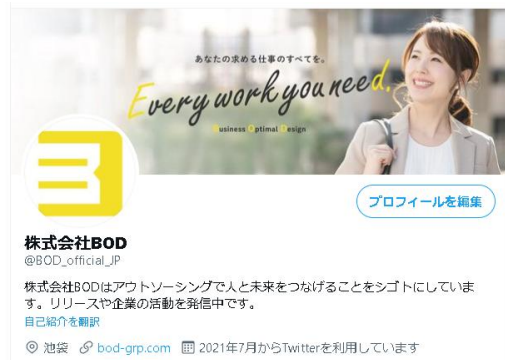 あなたの求める仕事のすべてを。
Every work you need.
Business Optimal Design
プロフィールを編集
株式会社BOD
@BOD_official_JP
株式会社BODはアウトソーシングで人と未来をつなげることをシゴトにしていま
す。リリースや企業の活動を発信中です。
自己紹介を翻訳
池袋 bod-grp.com 2021年7月からTwitterを利用しています